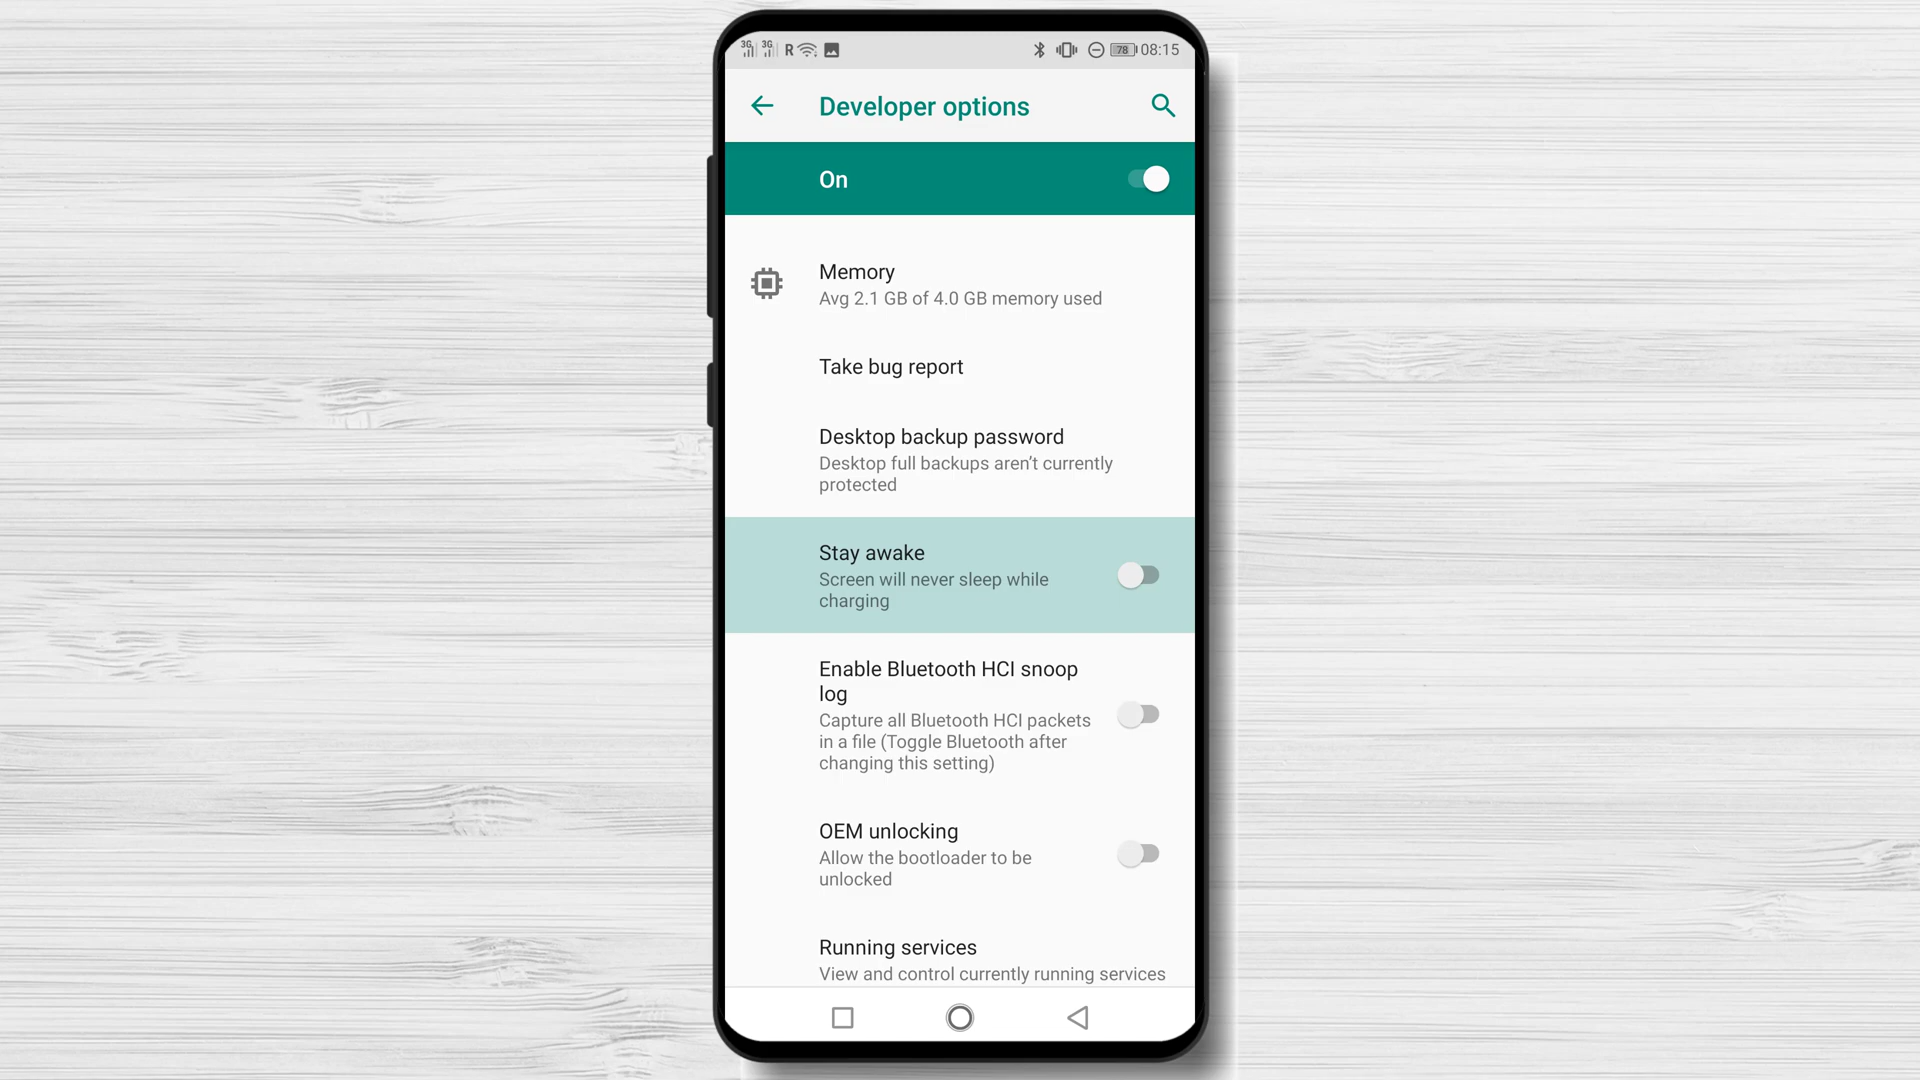 3G 3G R 78 08:15
Developer options
On
Memory
Avg 2.1 GB of 4.0 GB memory used
Take bug report
Desktop backup password
Desktop full backups aren't currently
protected
Stay awake
Screen will never sleep while
charging
Enable Bluetooth HCI snoop
log
Capture all Bluetooth HCI packets
in a file (Toggle Bluetooth after
changing this setting)
OEM unlocking
Allow the bootloader to be
unlocked
Running services
View and control currently running services